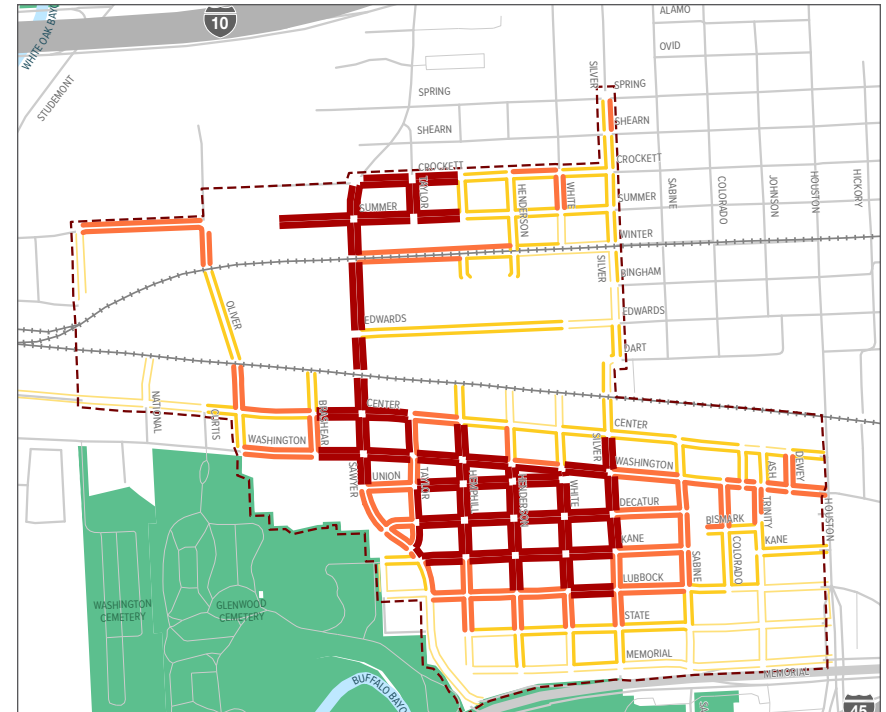 ALAMO
10
OVID
WHITE OAK BAYO
STUDEMONT
SILVER
SPRING
SPRING
SHEARN
SHEARN
CROCKETT
CROCKETT
TAYLOR
HENDERSON
WHITE
SUMMER
SABINE
COLORADO
JOHNSON
HOUSTON
HICKORY
SUMMER
WINTER
SILVER
BINGHAM
OLIVER
EDWARDS
EDWARDS
DART
NATIONAL
CURTIS
BRASHEAR
CENTER
CENTER
WASHINGTON
SAWYER
UNION
TAYLOR
HEMPHILL
HENDERSON
WHITE
SILVER
WASHINGTON
ASH
DEWEY
DECATUR
BISMARK
TRINITY
HOUSTON
KANE
KANE
SABINE
COLORADO
LUBBOCK
WASHINGTON
CEMETERY
GLENWOOD
CEMETERY
STATE
MEMORIAL
MEMORIAL
BUFFALO BAYO
45